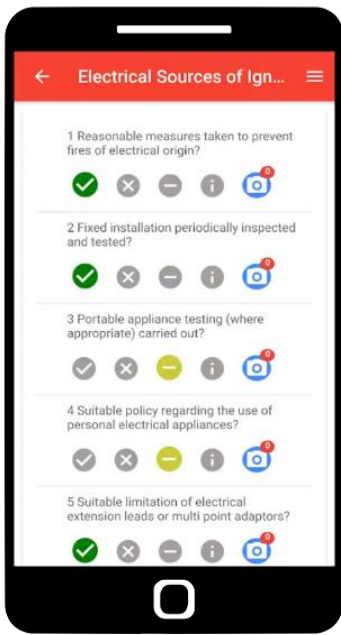 Electrical Sources of Ign...
1 Reasonable measures taken to prevent
fires of electrical origin?
0
2 Fixed installation periodically inspected
and tested?
0
3 Portable appliance testing (where
appropriate) carried out?
0
4 Suitable policy regarding the use of
personal electrical appliances?
0
5 Suitable limitation of electrical
extension leads or multi point adaptors?
0